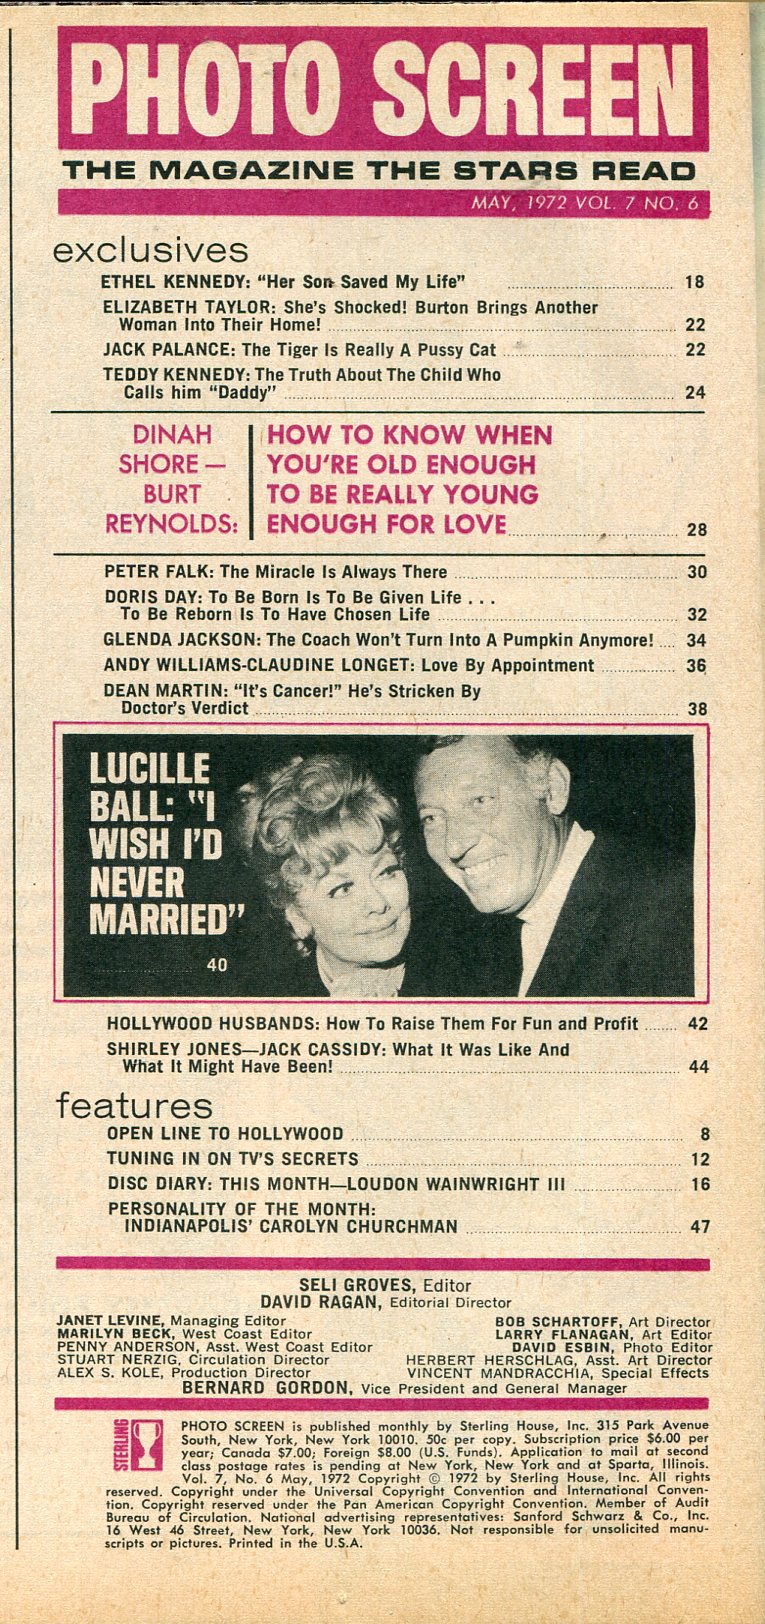 PHOTO SCREEN
THE MAGAZINE THE STARS READ
MAY, 1972 VOL. 7 NO. 6
exclusives
ETHEL KENNEDY: "Her Son Saved My Life" 18
ELIZABETH TAYLOR: She's Shocked! Burton Brings Another
Woman Into Their Home! 22
JACK PALANCE: The Tiger Is Really A Pussy Cat 22
TEDDY KENNEDY: The Truth About The Child Who
Calls him "Daddy" 24
DINAH
SHORE —
BURT
REYNOLDS:
HOW TO KNOW WHEN
YOU'RE OLD ENOUGH
TO BE REALLY YOUNG
ENOUGH FOR LOVE 28
PETER FALK: The Miracle Is Always There 30
DORIS DAY: To Be Born Is To Be Given Life . . .
To Be Reborn Is To Have Chosen Life 32
GLENDA JACKSON: The Coach Won't Turn Into A Pumpkin Anymore! 34
ANDY WILLIAMS-CLAUDINE LONGET: Love By Appointment 36
DEAN MARTIN: "It's Cancer!" He's Stricken By
Doctor's Verdict 38
LUCILLE
BALL: "I
WISH I'D
NEVER
MARRIED"
40
HOLLYWOOD HUSBANDS: How To Raise Them For Fun and Profit 42
SHIRLEY JONES—JACK CASSIDY: What It Was Like And
What It Might Have Been! 44
features
OPEN LINE TO HOLLYWOOD 8
TUNING IN ON TV'S SECRETS 12
DISC DIARY: THIS MONTH—LOUDON WAINWRIGHT III 16
PERSONALITY OF THE MONTH:
INDIANAPOLIS' CAROLYN CHURCHMAN 47
SELI GROVES, Editor
DAVID RAGAN, Editorial Director
JANET LEVINE, Managing Editor
MARILYN BECK, West Coast Editor
PENNY ANDERSON, Asst. West Coast Editor
STUART NERZIG, Circulation Director
ALEX S. KOLE, Production Director
BOB SCHARTOFF, Art Director
LARRY FLANAGAN, Art Editor
DAVID ESBIN, Photo Editor
HERBERT HERSCHLAG, Asst. Art Director
VINCENT MANDRACCHIA, Special Effects
BERNARD GORDON, Vice President and General Manager
STERLING
PHOTO SCREEN is published monthly by Sterling House, Inc. 315 Park Avenue
South, New York, New York 10010. 50c per copy. Subscription price $6.00 per
year; Canada $7.00; Foreign $8.00 (U.S. Funds). Application to mail at second
class postage rates is pending at New York, New York and at Sparta, Illinois.
Vol. 7, No. 6 May, 1972 Copyright © 1972 by Sterling House, Inc. All rights
reserved. Copyright under the Universal Copyright Convention and International Conven-
tion. Copyright reserved under the Pan American Copyright Convention. Member of Audit
Bureau of Circulation. National advertising representatives: Sanford Schwarz & Co., Inc.
16 West 46 Street, New York, New York 10036. Not responsible for unsolicited manu-
scripts or pictures. Printed in the U.S.A.